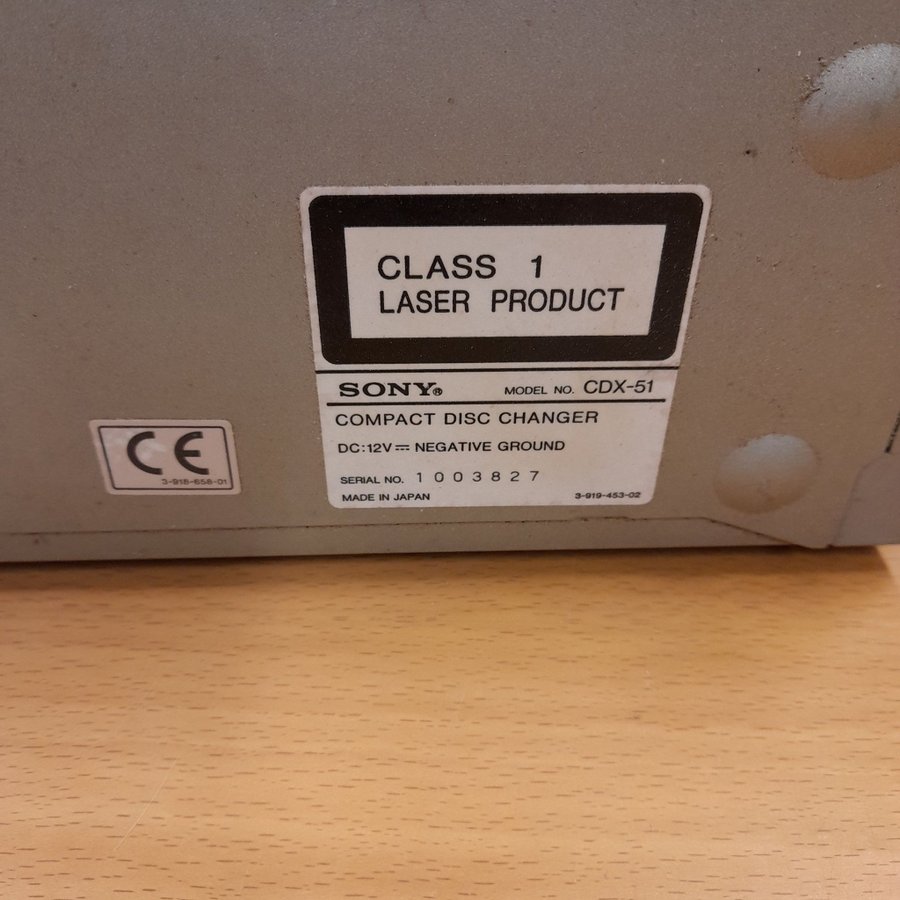 CLASS 1
LASER PRODUCT
SONY® MODEL NO. CDX-51
COMPACT DISC CHANGER
DC:12V⎓ NEGATIVE GROUND
SERIAL NO. 1003827
MADE IN JAPAN 3-919-453-02
CE
3-918-658-01